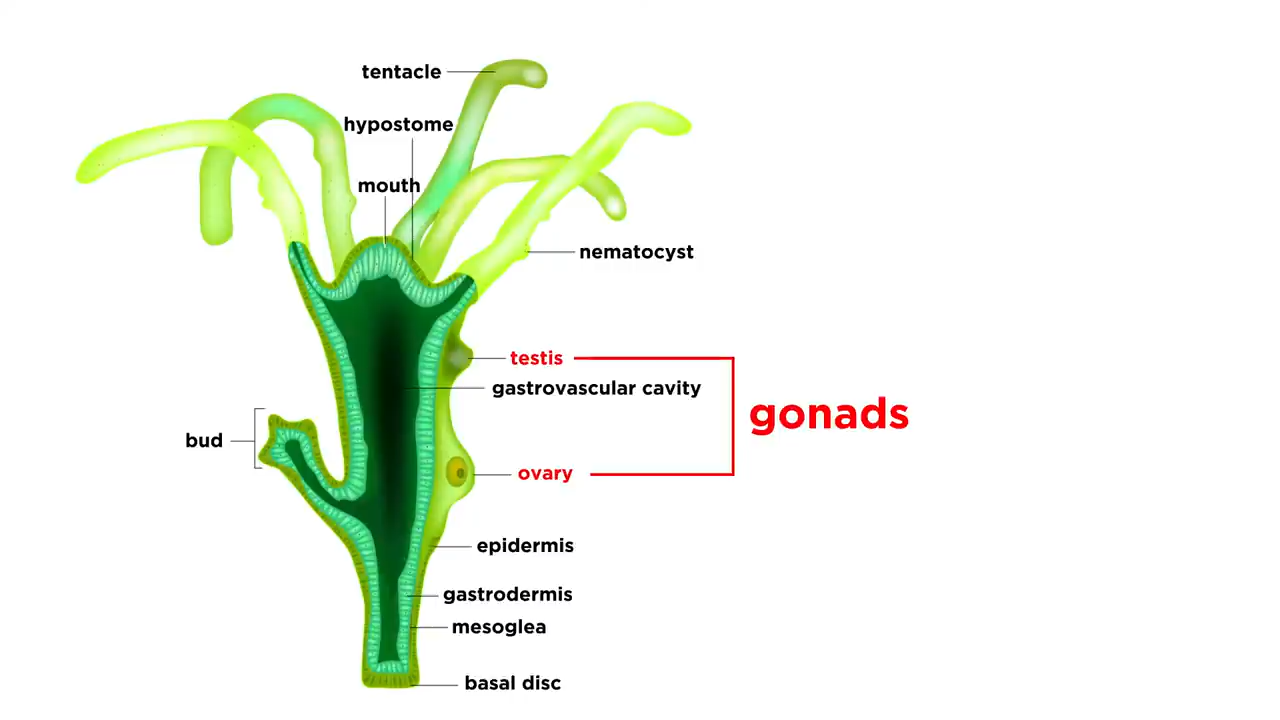 tentacle
hypostome
mouth
nematocyst
testis
gastrovascular cavity
gonads
bud
ovary
epidermis
gastrodermis
mesoglea
basal disc